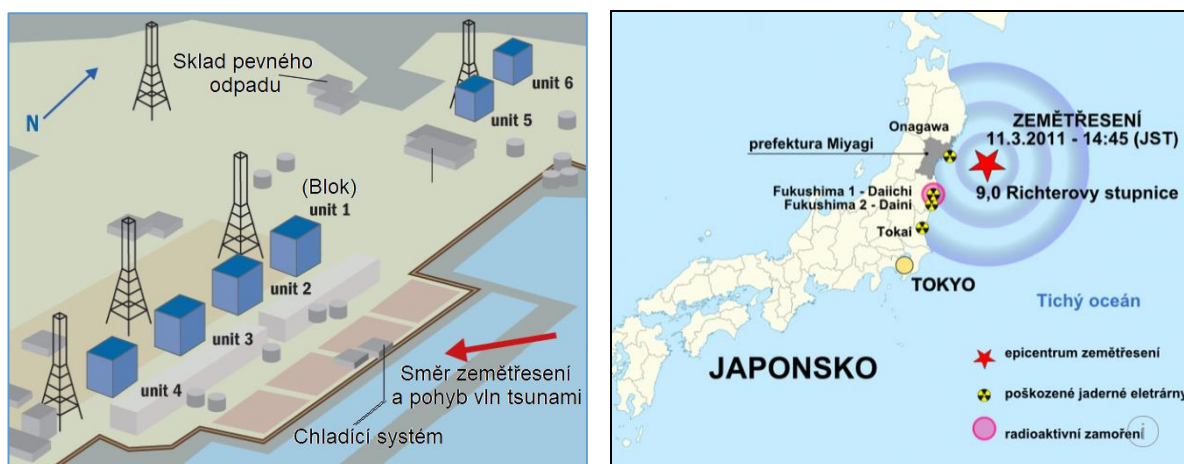 Sklad pevného
odpadu
N
unit 6
unit 5
(Blok)
unit 1
unit 2
unit 3
unit 4
Směr zemětřesení
a pohyb vln tsunami
Chladící systém
ZEMĚTŘESENÍ
11.3.2011 - 14:45 (JST)
Onagawa
prefektura Miyagi
9,0 Richterovy stupnice
Fukushima 1 - Daiichi
Fukushima 2 - Daini
Tokai
TOKYO
Tichý oceán
JAPONSKO
epicentrum zemětřesení
poškozené jaderné eletrárny
radioaktivní zamoření
i